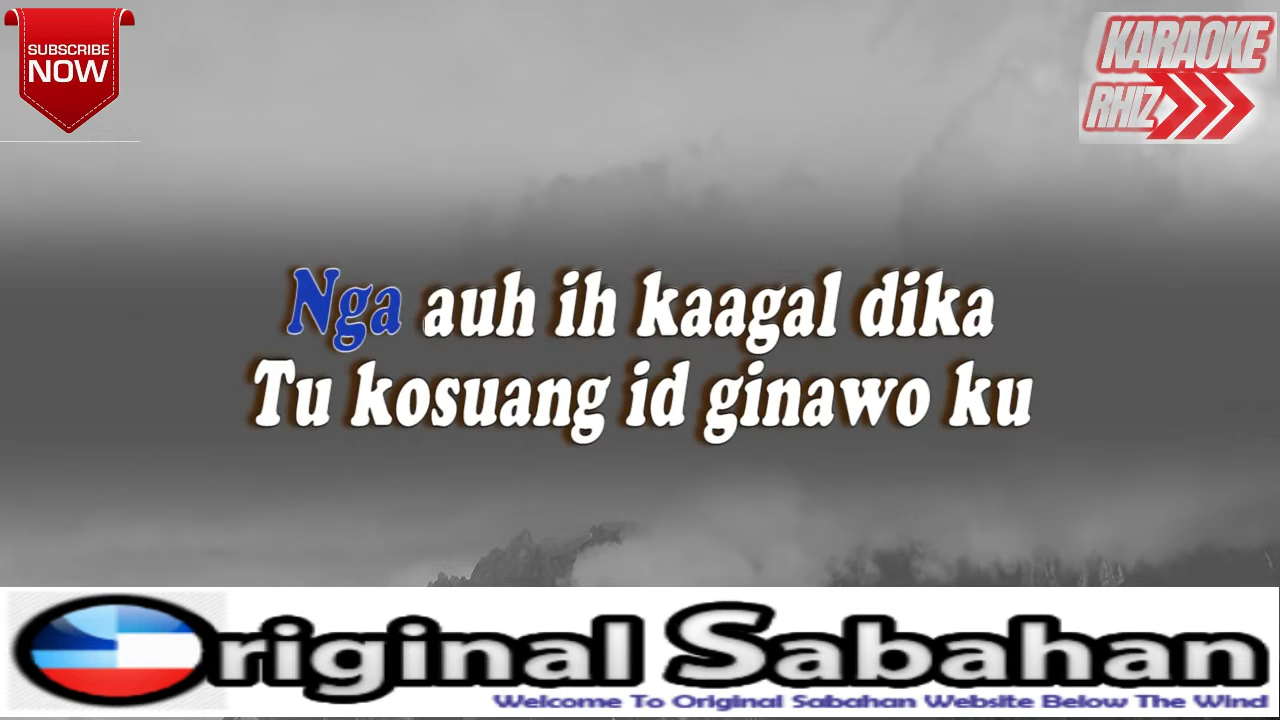 SUBSCRIBE
NOW
KARAOKE
RHIZ
Nga auh ih kaagal dika
Tu kosuang id ginawo ku
Original Sabahan
Welcome To Original Sabahan Website Below The Wind